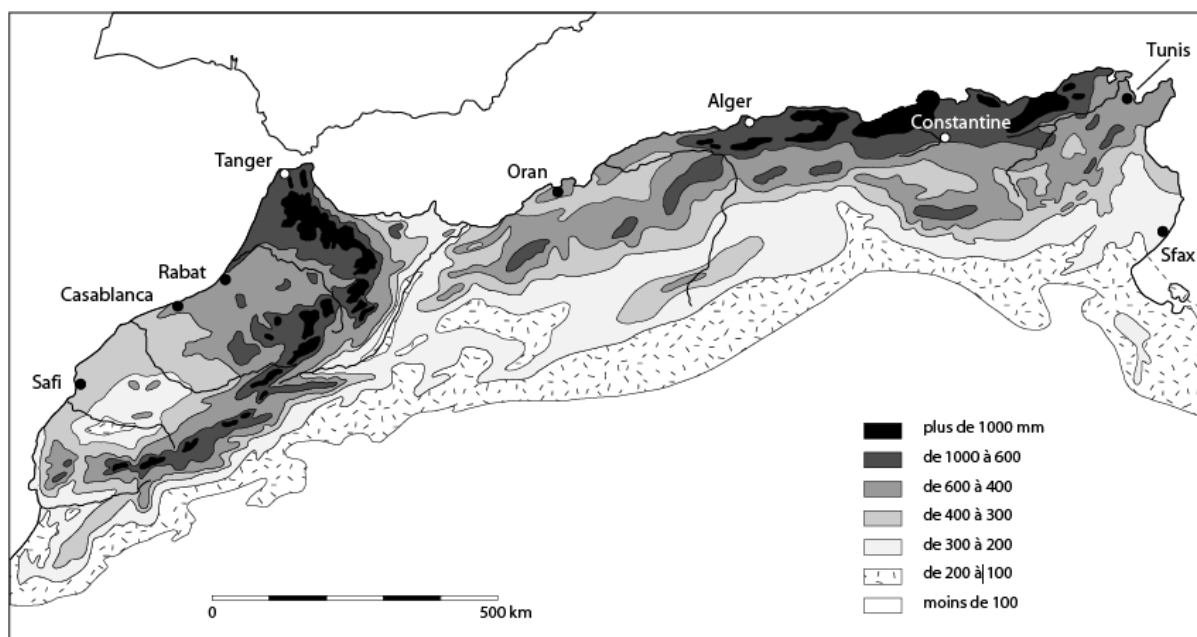 Tunis
Alger
Constantine
Tanger
Oran
Rabat
Sfax
Casablanca
Safi
plus de 1000 mm
de 1000 à 600
de 600 à 400
de 400 à 300
de 300 à 200
de 200 à 100
moins de 100
0 500 km